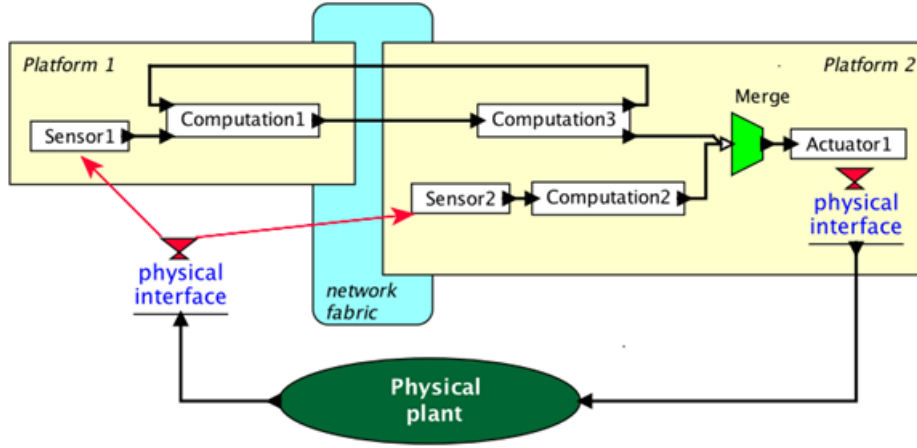 Platform 1
Platform 2
Merge
Computation1
Computation3
Sensor1
Actuator1
Sensor2
Computation2
physical
interface
physical
interface
network
fabric
Physical
plant